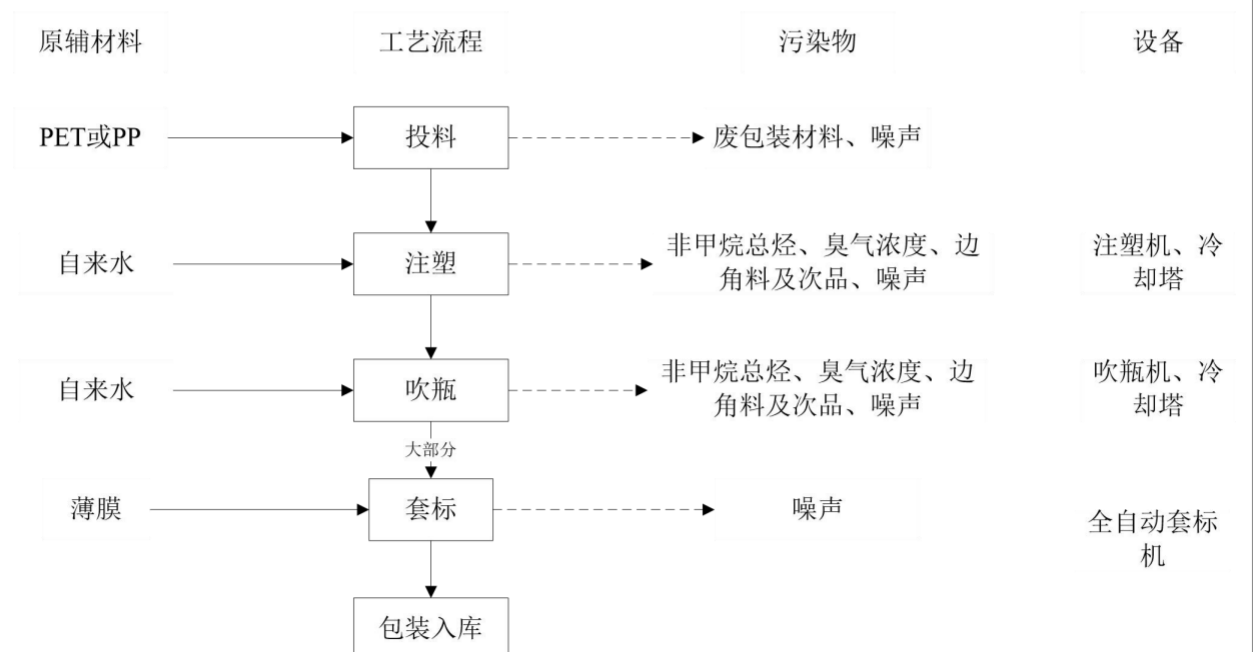 原辅材料 工艺流程 污染物 设备
PET或PP 投料 废包装材料、噪声
自来水 注塑 非甲烷总烃、臭气浓度、边 注塑机、冷
角料及次品、噪声 却塔
自来水 吹瓶 非甲烷总烃、臭气浓度、边 吹瓶机、冷
角料及次品、噪声 却塔
大部分
薄膜 套标 噪声 全自动套标
机
包装入库